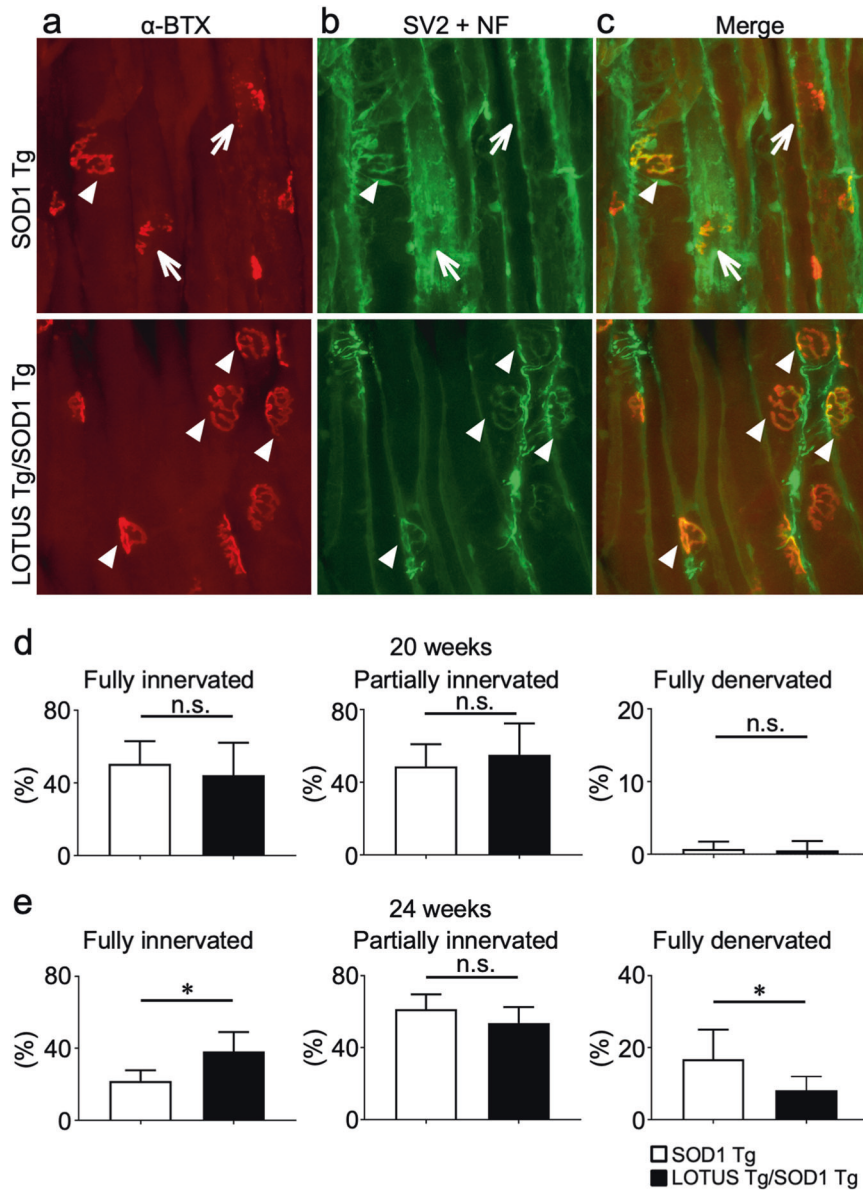 a b c
α-BTX SV2 + NF Merge
SOD1 Tg
LOTUS Tg/SOD1 Tg
d
20 weeks
Fully innervated Partially innervated Fully denervated
80 n.s. 80 n.s. 20 n.s.
(%) 40 (%) 40 (%) 10
0 0 0
e
24 weeks
Fully innervated Partially innervated Fully denervated
80 * 80 n.s. 40 *
(%) 40 (%) 40 (%) 20
0 0 0
SOD1 Tg
LOTUS Tg/SOD1 Tg